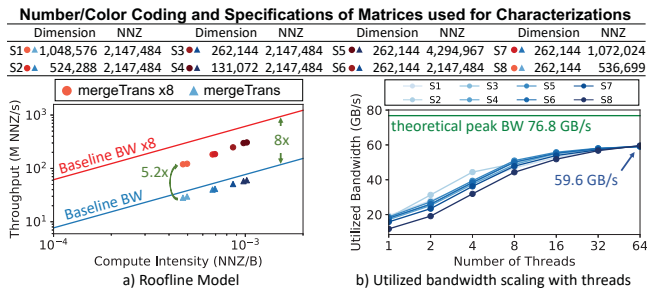 Number/Color Coding and Specifications of Matrices used for Characterizations
Dimension NNZ Dimension NNZ Dimension NNZ Dimension NNZ
S1 1,048,576 2,147,484 S3 262,144 2,147,484 S5 262,144 4,294,967 S7 262,144 1,072,024
S2 524,288 2,147,484 S4 131,072 2,147,484 S6 262,144 2,147,484 S8 262,144 536,699
mergeTrans x8 mergeTrans
Throughput (M NNZ/s)
10^3
10^2
10^1
Baseline BW x8
Baseline BW
5.2x
8x
10^-4 10^-3
Compute Intensity (NNZ/B)
a) Roofline Model
S1 S3 S5 S7
S2 S4 S6 S8
Utilized Bandwidth (GB/s)
80
60
40
20
theoretical peak BW 76.8 GB/s
59.6 GB/s
1 2 4 8 16 32 64
Number of Threads
b) Utilized bandwidth scaling with threads